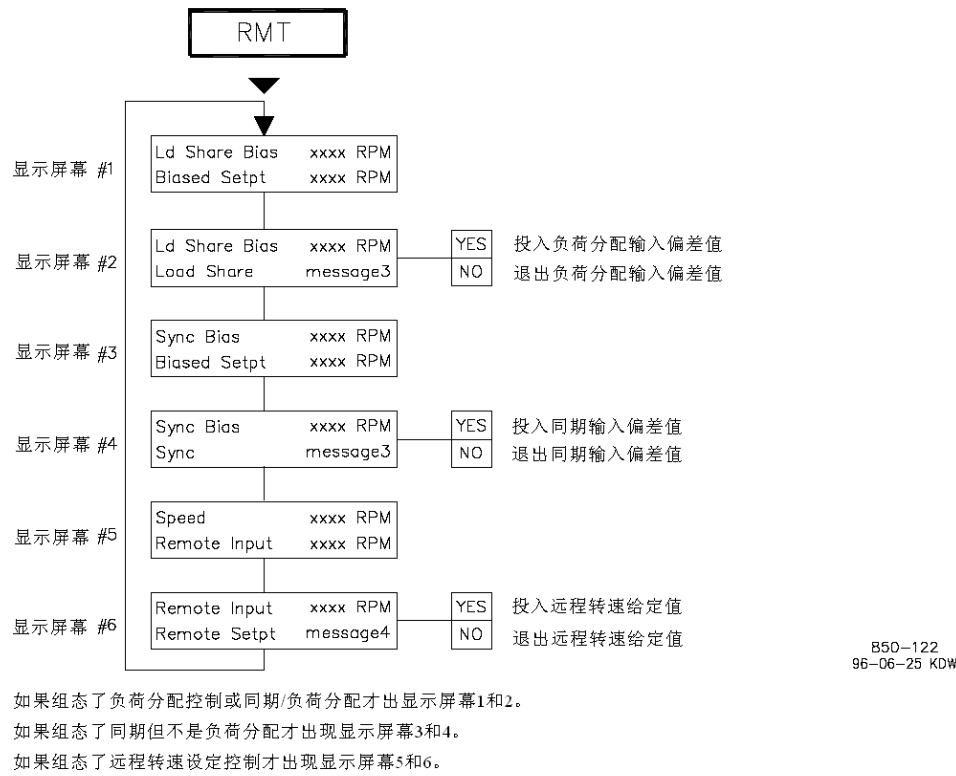 RMT
显示屏幕 #1
Ld Share Bias xxxx RPM
Biased Setpt xxxx RPM
显示屏幕 #2
Ld Share Bias xxxx RPM
Load Share message3
YES 投入负荷分配输入偏差值
NO 退出负荷分配输入偏差值
显示屏幕 #3
Sync Bias xxxx RPM
Biased Setpt xxxx RPM
显示屏幕 #4
Sync Bias xxxx RPM
Sync message3
YES 投入同期输入偏差值
NO 退出同期输入偏差值
显示屏幕 #5
Speed xxxx RPM
Remote Input xxxx RPM
显示屏幕 #6
Remote Input xxxx RPM
Remote Setpt message4
YES 投入远程转速给定值
NO 退出远程转速给定值
850-122
96-06-25 KDW
如果组态了负荷分配控制或同期/负荷分配才出显示屏幕1和2。
如果组态了同期但不是负荷分配才出现显示屏幕3和4。
如果组态了远程转速设定控制才出现显示屏幕5和6。